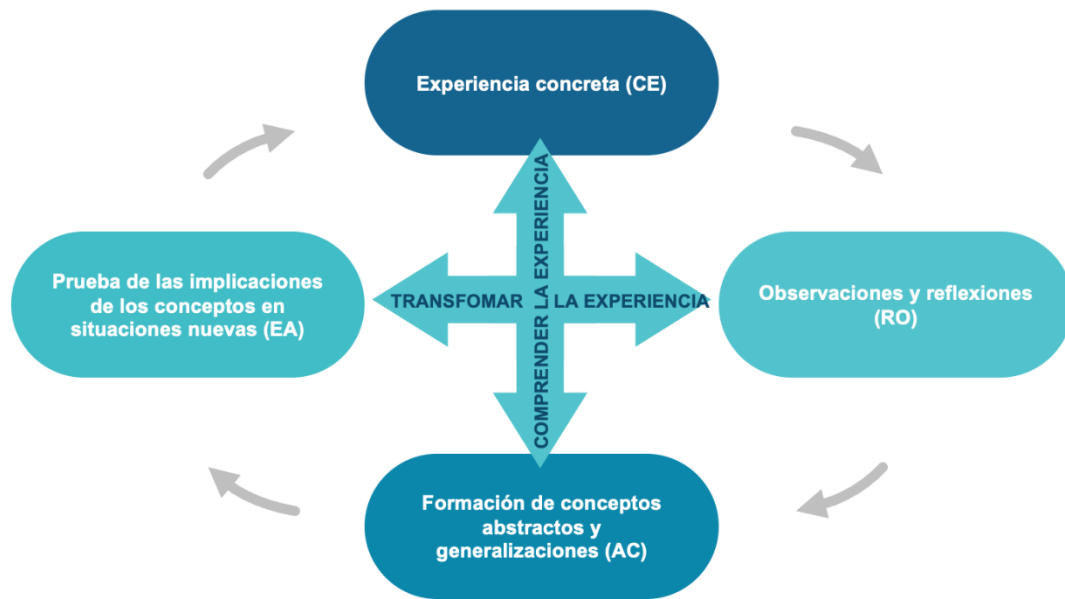 Experiencia concreta (CE)
Prueba de las implicaciones
de los conceptos en
situaciones nuevas (EA)
TRANSFOMAR LA EXPERIENCIA
COMPRENDER LA EXPERIENCIA
Observaciones y reflexiones
(RO)
Formación de conceptos
abstractos y
generalizaciones (AC)